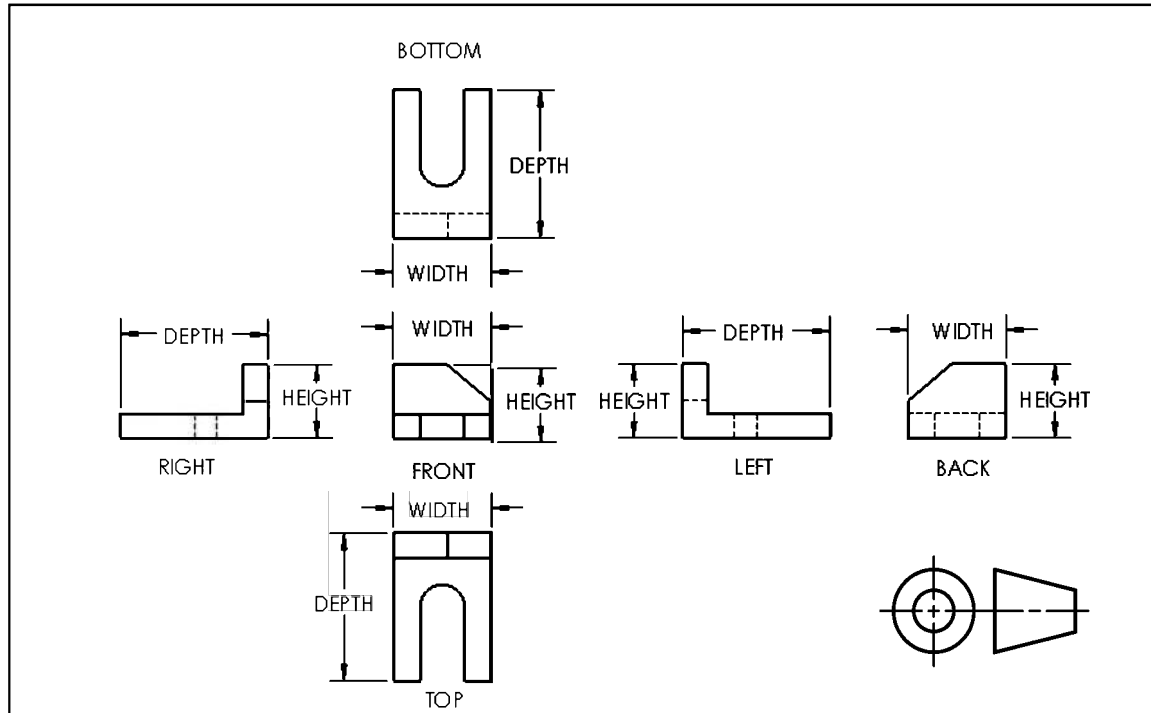 BOTTOM
DEPTH
WIDTH
DEPTH
WIDTH
DEPTH
WIDTH
HEIGHT
HEIGHT
HEIGHT
HEIGHT
RIGHT
FRONT
LEFT
BACK
WIDTH
DEPTH
TOP